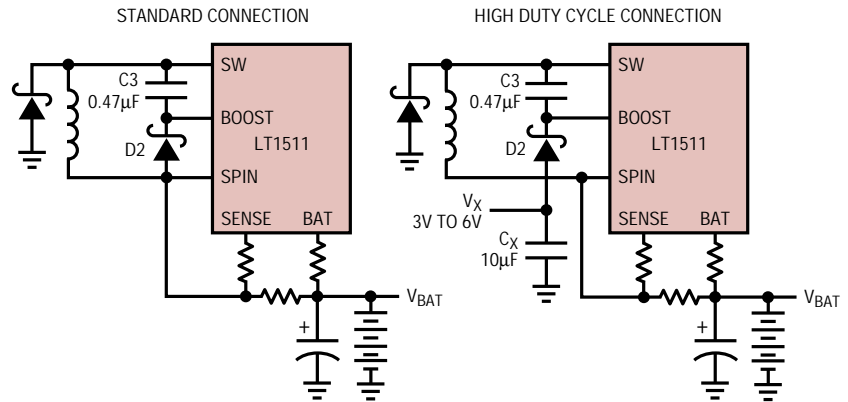 STANDARD CONNECTION
SW
C3
0.47µF
BOOST
LT1511
D2
SPIN
SENSE BAT
+
VBAT
HIGH DUTY CYCLE CONNECTION
SW
C3
0.47µF
BOOST
LT1511
D2
SPIN
VX
3V TO 6V
SENSE BAT
CX
10µF
+
VBAT